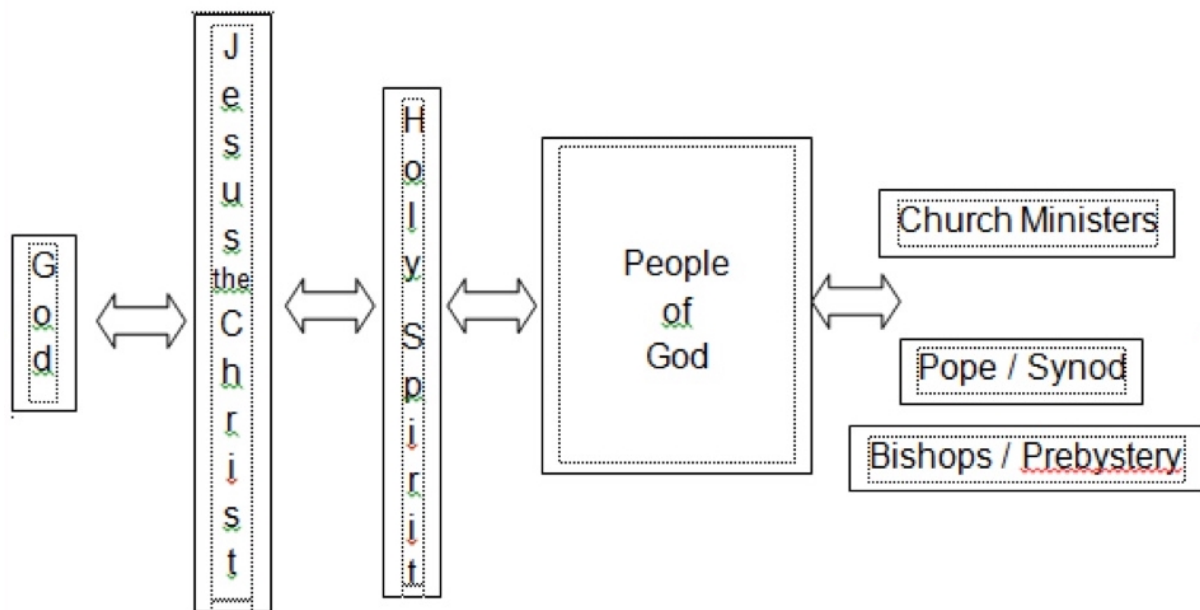 God
Jesus the Christ
Holy Spirit
People
of
God
Church Ministers
Pope / Synod
Bishops / Prebystery